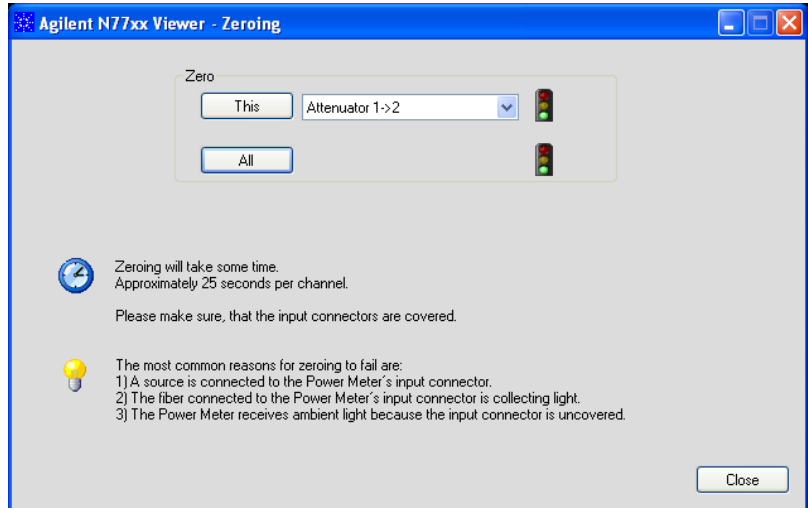 Agilent N77xx Viewer - Zeroing
Zero
This
Attenuator 1->2
All
Zeroing will take some time.
Approximately 25 seconds per channel.
Please make sure, that the input connectors are covered.
The most common reasons for zeroing to fail are:
1) A source is connected to the Power Meter´s input connector.
2) The fiber connected to the Power Meter´s input connector is collecting light.
3) The Power Meter receives ambient light because the input connector is uncovered.
Close